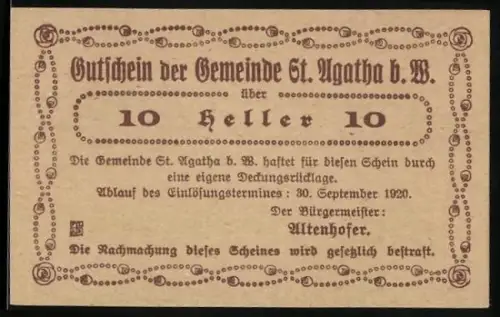 Gutschein der Gemeinde St. Agatha b. W.
über
10 Heller 10
Die Gemeinde St. Agatha b. W. haftet für diesen Schein durch
eine eigene Deckungsrücklage.
Ablauf des Einlösungstermines: 30. September 1920.
Der Bürgermeister:
Altenhofer.
Die Nachmachung dieses Scheines wird gesetzlich bestraft.